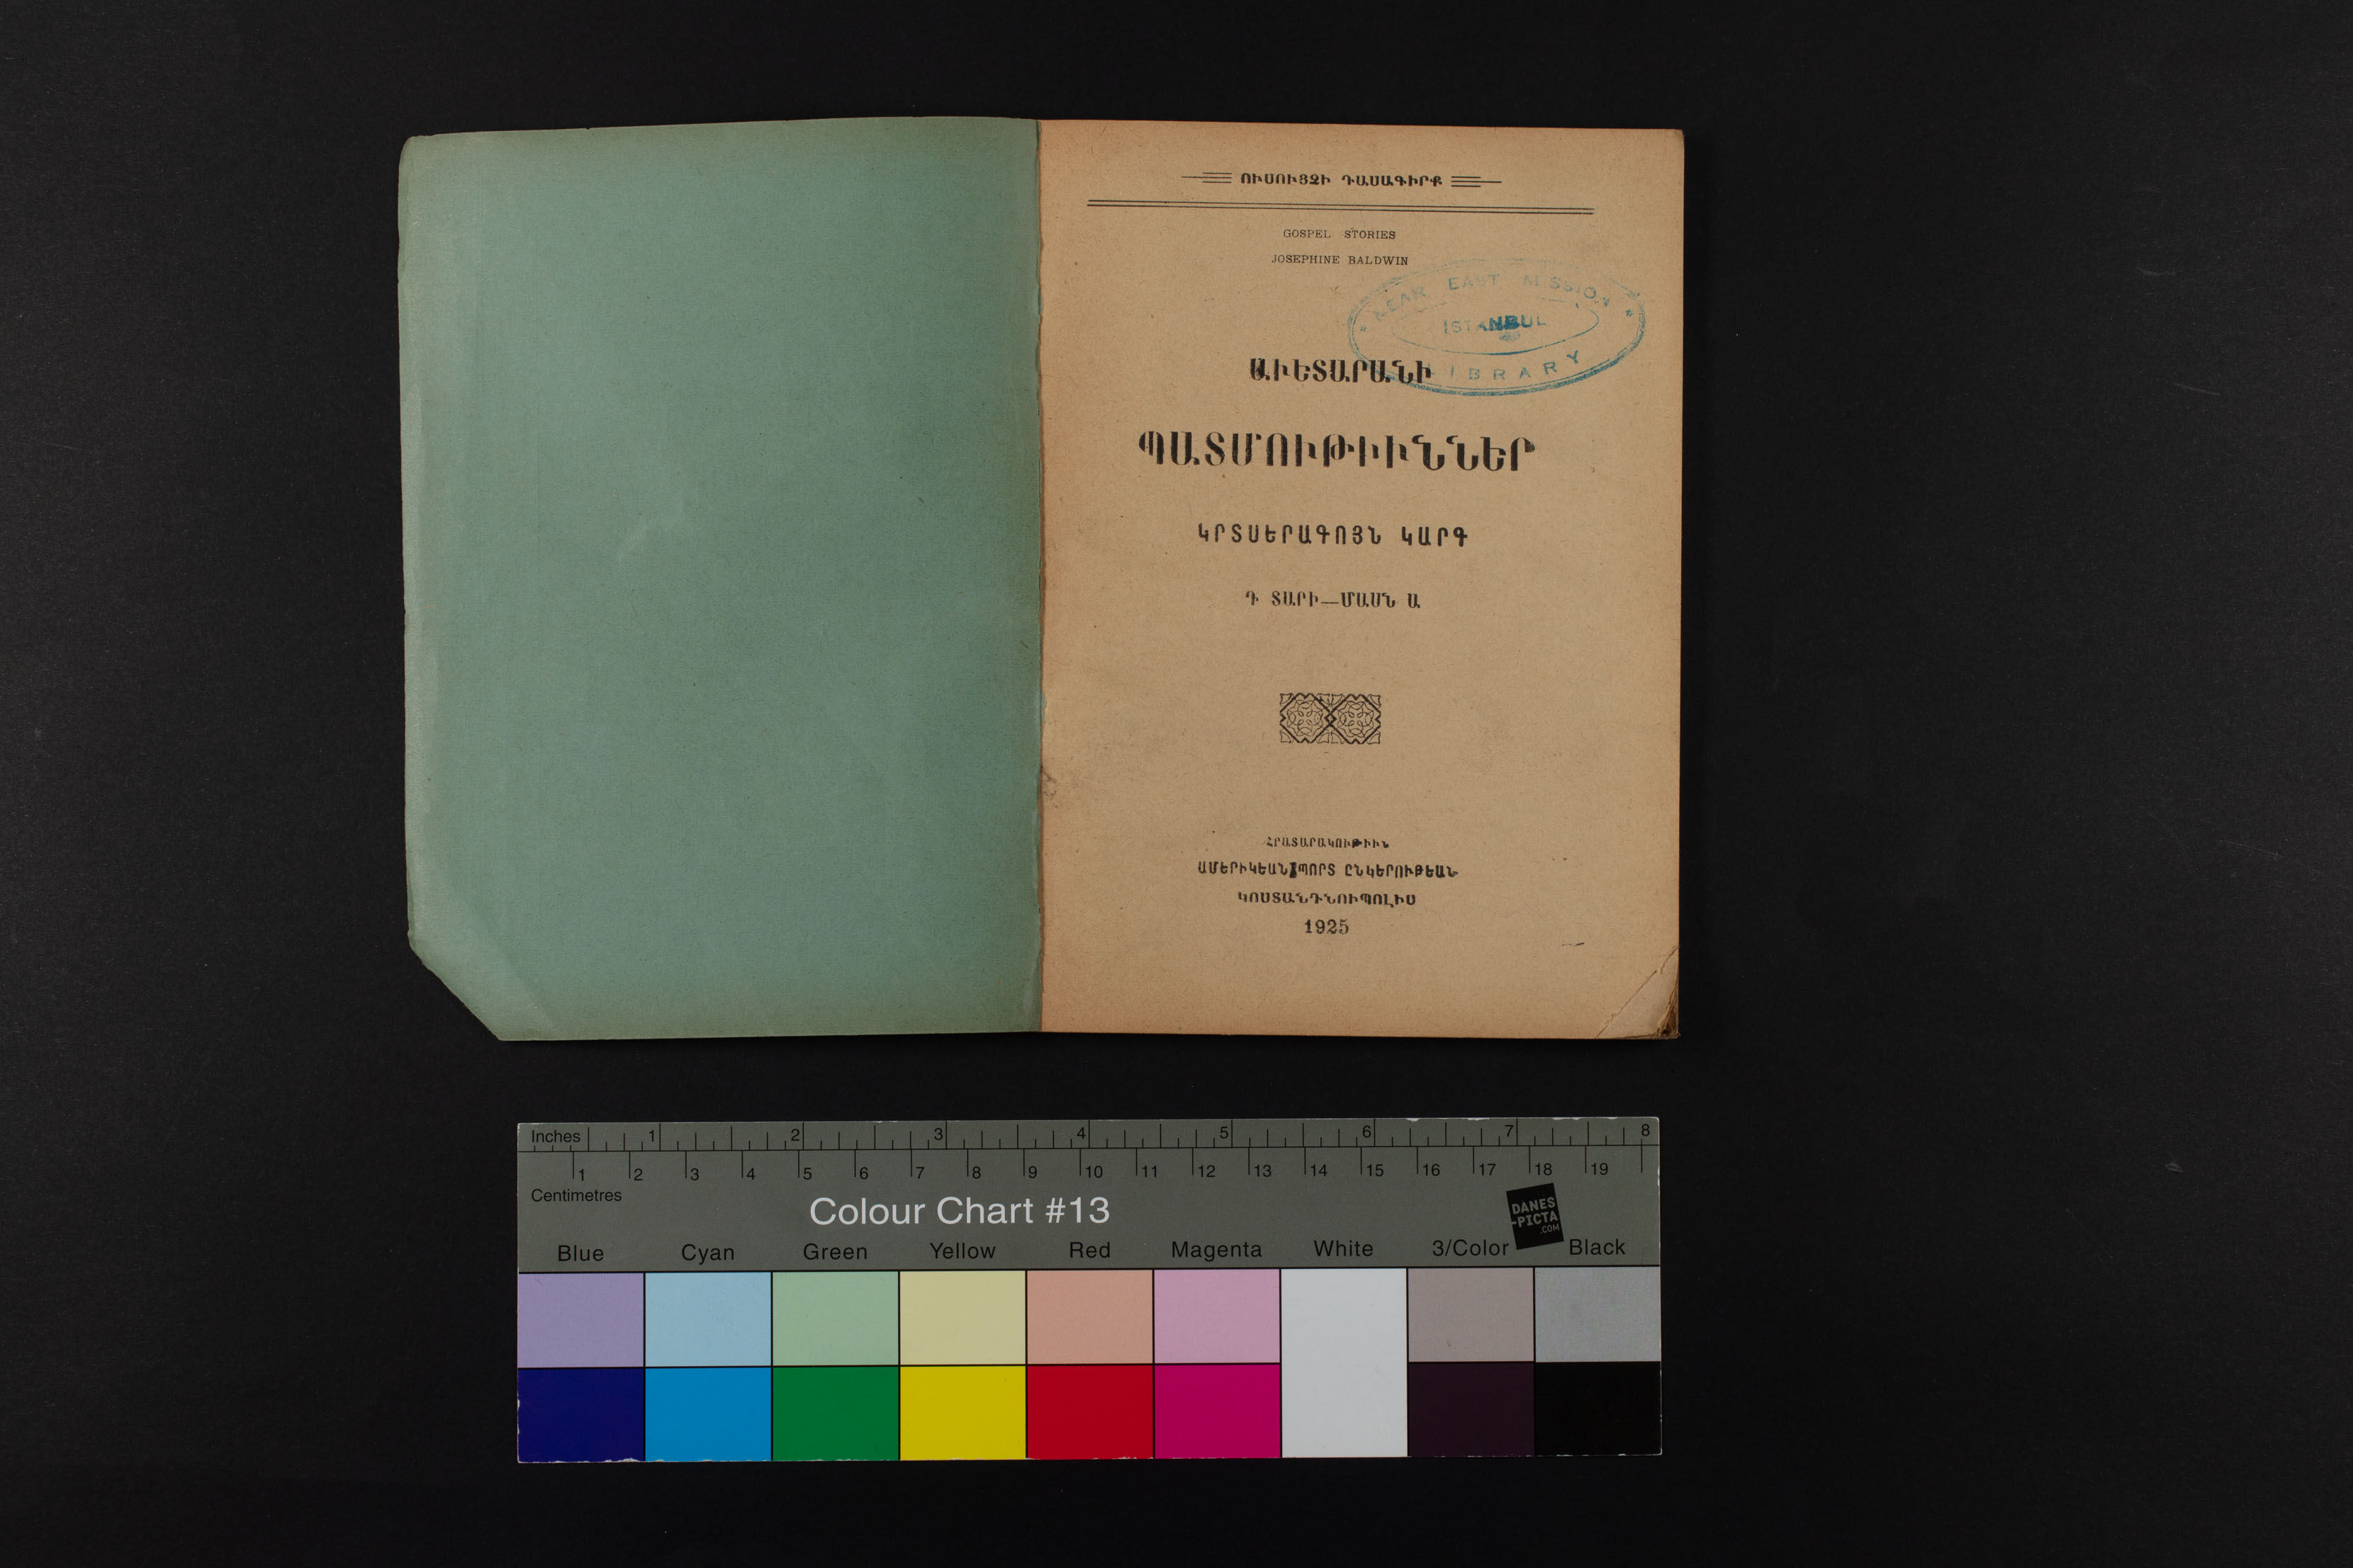 ՈՒՍՈՒՅՉԻ ԴԱՍԱԳԻՐՔ
GOSPEL STORIES
JOSEPHINE BALDWIN
NEAR EAST MISSION
ISTANBUL
LIBRARY
ԱՒԵՏԱՐԱՆԻ
ՊԱՏՄՈՒԹԻՒՆՆԵՐ
ԿՐՏՍԵՐԱԳՈՅՆ ԿԱՐԳ
Դ ՏԱՐԻ—ՄԱՍՆ Ա
ՀՐԱՏԱՐԱԿՈՒԹԻՒՆ
ԱՄԵՐԻԿԵԱՆ ՊՈՐՏ ԸՆԿԵՐՈՒԹԵԱՆ
ԿՈՍՏԱՆԴՆՈՒՊՈԼԻՍ
1925
Inches 1 2 3 4 5 6 7 8
1 2 3 4 5 6 7 8 9 10 11 12 13 14 15 16 17 18 19
Centimetres
Colour Chart #13
DANES
-PICTA
.COM
Blue Cyan Green Yellow Red Magenta White 3/Color Black